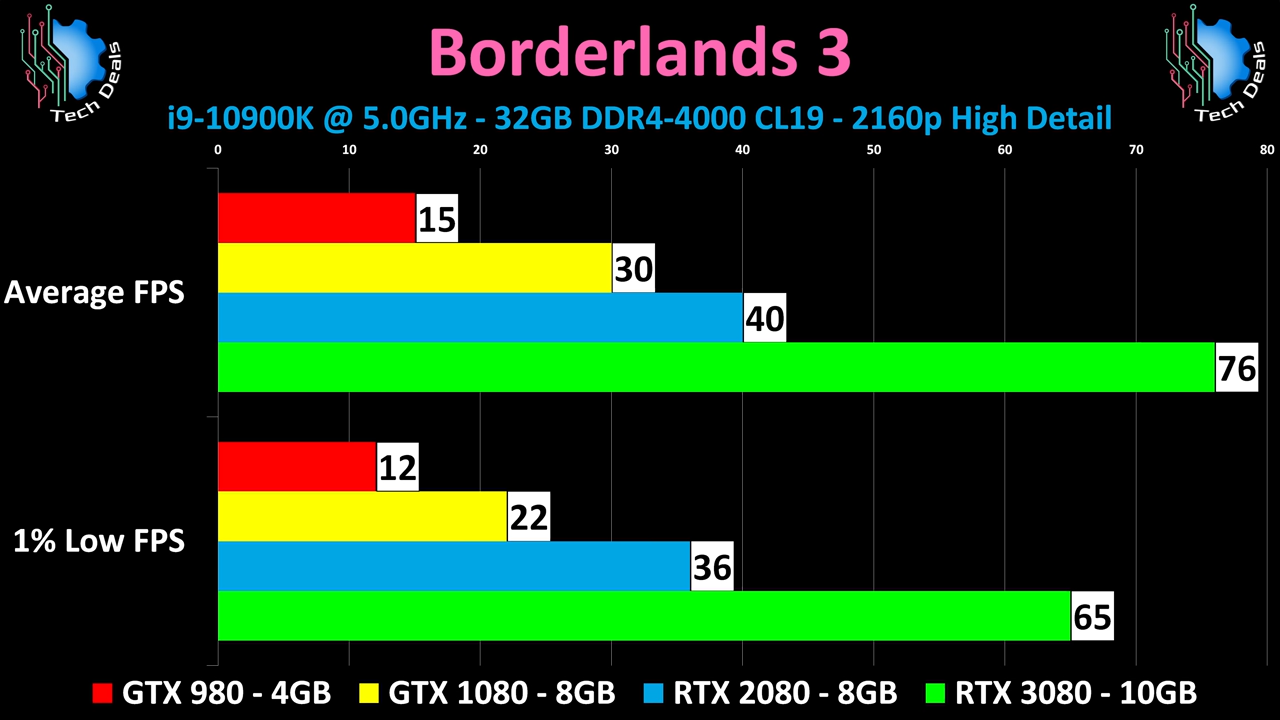 Borderlands 3
Tech Deals
Tech Deals
i9-10900K @ 5.0GHz - 32GB DDR4-4000 CL19 - 2160p High Detail
0 10 20 30 40 50 60 70 80
Average FPS
15
30
40
76
1% Low FPS
12
22
36
65
GTX 980 - 4GB GTX 1080 - 8GB RTX 2080 - 8GB RTX 3080 - 10GB